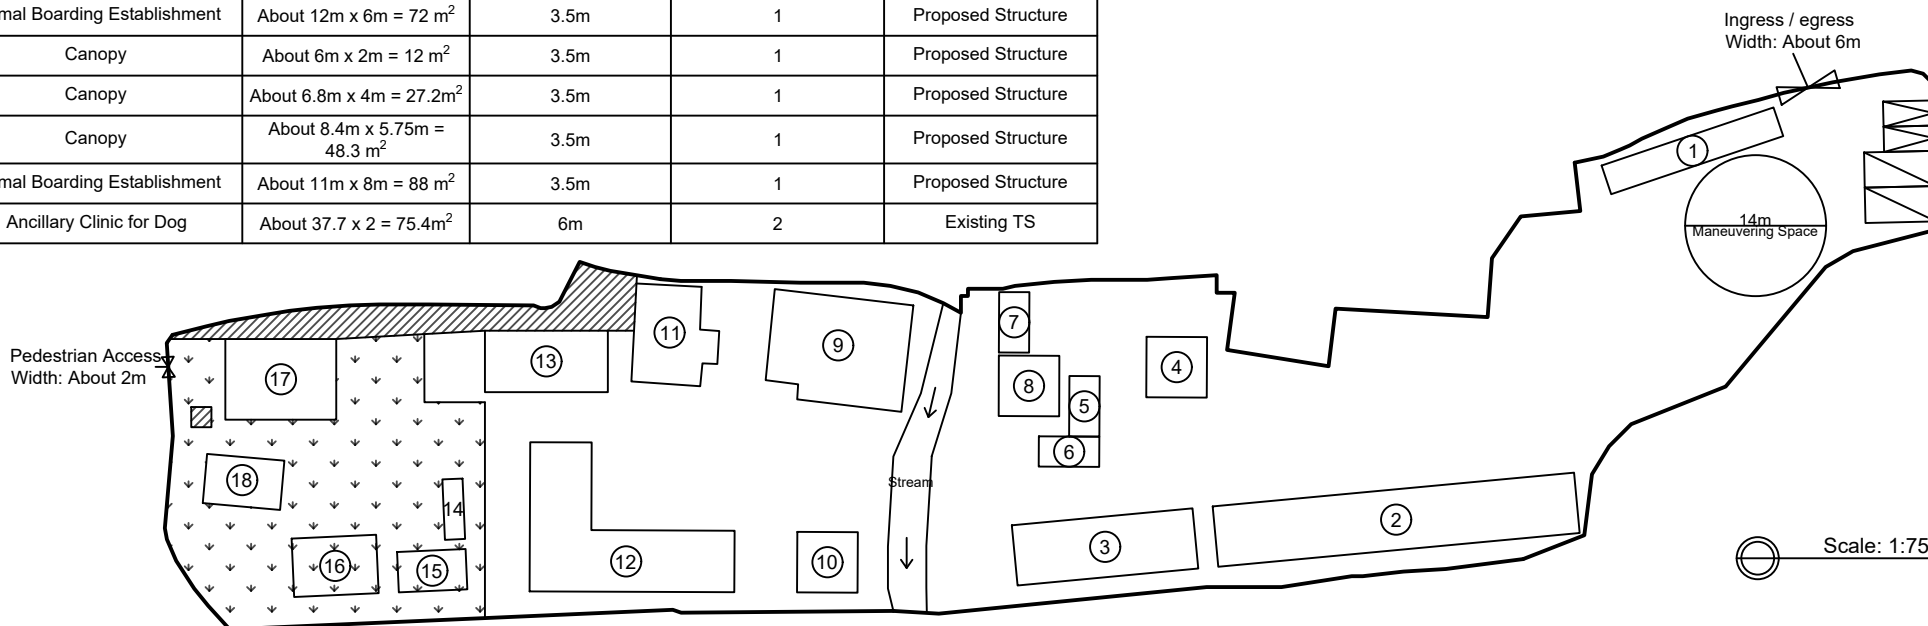 mal Boarding Establishment About 12m x 6m = 72 m² 3.5m 1 Proposed Structure
Canopy About 6m x 2m = 12 m² 3.5m 1 Proposed Structure
Canopy About 6.8m x 4m = 27.2m² 3.5m 1 Proposed Structure
Canopy About 8.4m x 5.75m = 48.3 m² 3.5m 1 Proposed Structure
mal Boarding Establishment About 11m x 8m = 88 m² 3.5m 1 Proposed Structure
Ancillary Clinic for Dog About 37.7 x 2 = 75.4m² 6m 2 Existing TS
Ingress / egress
Width: About 6m
1
14m
Maneuvering Space
7
11
9
13
4
Pedestrian Access
Width: About 2m
17
8
5
6
18
Stream
14
2
3
16
15
12
10
Scale: 1:75